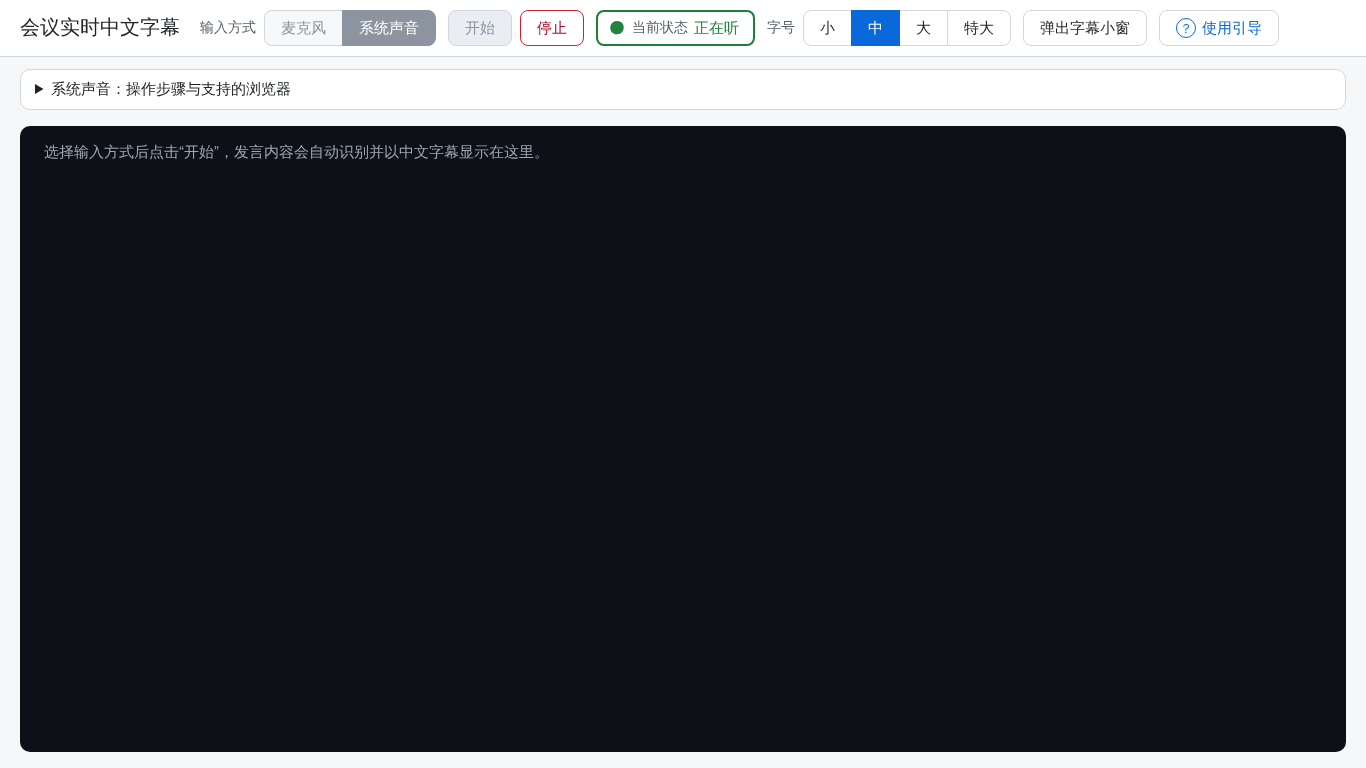 会议实时中文字幕 输入方式 麦克风 系统声音 开始 停止 当前状态 正在听 字号 小 中 大 特大 弹出字幕小窗 ? 使用引导
▶ 系统声音：操作步骤与支持的浏览器
选择输入方式后点击“开始”，发言内容会自动识别并以中文字幕显示在这里。